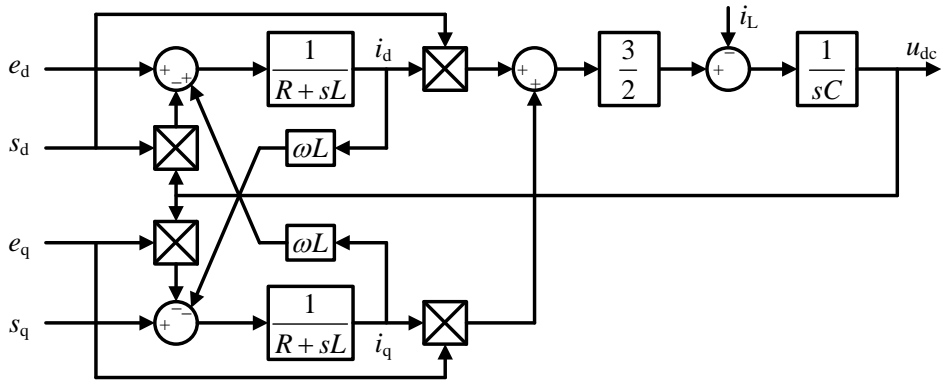 e_d
s_d
e_q
s_q
+ − +
1
R + sL
i_d
ωL
ωL
+ − −
1
R + sL
i_q
+ +
3
2
i_L
+ −
1
sC
u_dc